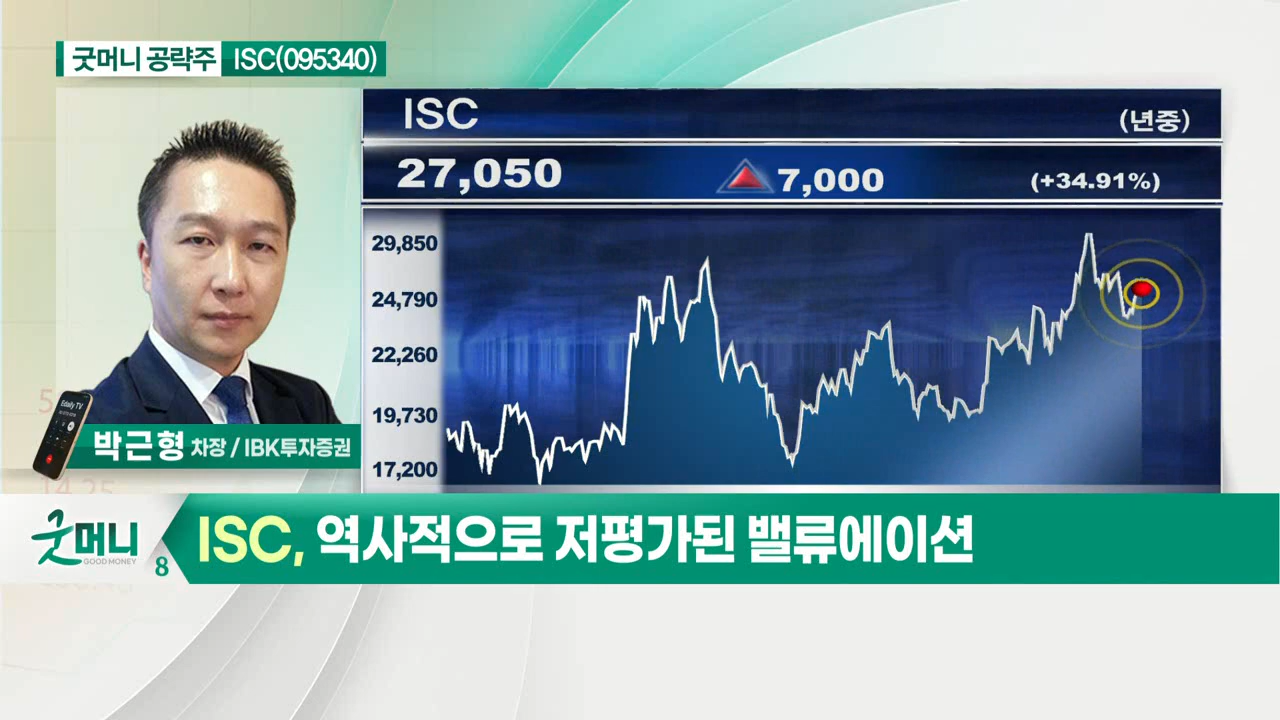 굿머니 공략주 ISC(095340)
ISC (년중)
27,050 7,000 (+34.91%)
29,850
24,790
22,260
19,730
17,200
Edaily TV
박근형 차장 / IBK투자증권
굿머니
GOOD MONEY
8
ISC, 역사적으로 저평가된 밸류에이션